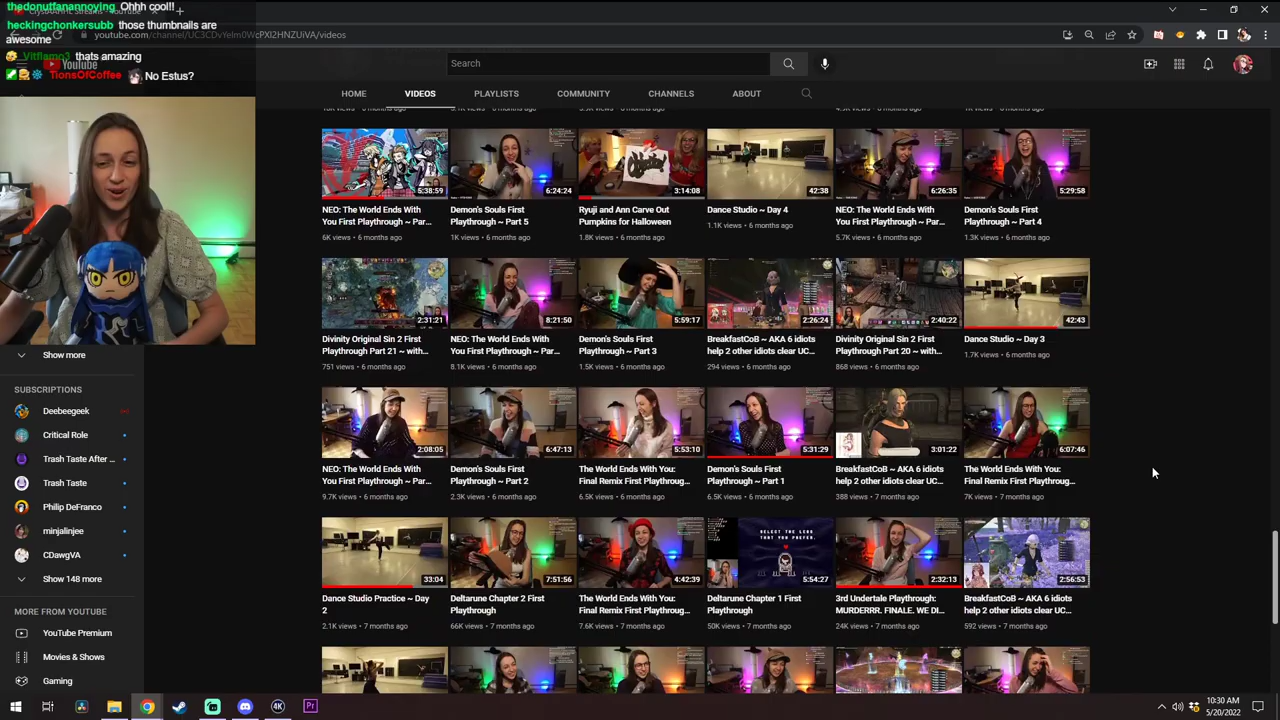 thedonutfanannoying Ohhh cool!!
heckingchonkersubb those thumbnails are
awesome
youtube.com/channel/UC3CDvYelm0WcPXl2HNZUiVA/videos
Vitflamo3 thats amazing
YouTube
TionsOfCoffee No Estus?
Search
HOME VIDEOS PLAYLISTS COMMUNITY CHANNELS ABOUT
5:38:59 6:24:24 3:14:08 42:38 6:26:35 5:29:58
NEO: The World Ends With You First Playthrough ~ Par...
6K views • 6 months ago
Demon's Souls First Playthrough ~ Part 5
1K views • 6 months ago
Ryuji and Ann Carve Out Pumpkins for Halloween
1.8K views • 6 months ago
Dance Studio ~ Day 4
1.1K views • 6 months ago
NEO: The World Ends With You First Playthrough ~ Par...
5.7K views • 6 months ago
Demon's Souls First Playthrough ~ Part 4
1.3K views • 6 months ago
2:31:21 8:21:50 5:59:17 2:26:24 2:40:22 42:43
Divinity Original Sin 2 First Playthrough Part 21 ~ with...
751 views • 6 months ago
NEO: The World Ends With You First Playthrough ~ Par...
8.1K views • 6 months ago
Demon's Souls First Playthrough ~ Part 3
1.5K views • 6 months ago
BreakfastCoB ~ AKA 6 idiots help 2 other idiots clear U...
294 views • 6 months ago
Divinity Original Sin 2 First Playthrough Part 20 ~ with...
868 views • 6 months ago
Dance Studio ~ Day 3
1.7K views • 6 months ago
2:08:05 6:47:13 5:53:10 5:31:29 3:01:22 6:07:46
NEO: The World Ends With You First Playthrough ~ Par...
9.7K views • 6 months ago
Demon's Souls First Playthrough ~ Part 2
2.3K views • 6 months ago
The World Ends With You: Final Remix First Playthroug...
6.5K views • 6 months ago
Demon's Souls First Playthrough ~ Part 1
6.5K views • 6 months ago
BreakfastCoB ~ AKA 6 idiots help 2 other idiots clear UC...
388 views • 7 months ago
The World Ends With You: Final Remix First Playthroug...
7K views • 7 months ago
33:04 7:51:56 4:42:39 5:54:27 2:32:13 2:56:53
SELECT THE LEGS
THAT YOU PREFER.
Dance Studio Practice ~ Day 2
2.1K views • 7 months ago
Deltarune Chapter 2 First Playthrough
66K views • 7 months ago
The World Ends With You: Final Remix First Playthroug...
7.6K views • 7 months ago
Deltarune Chapter 1 First Playthrough
50K views • 7 months ago
3rd Undertale Playthrough: MURDERRR. FINALE. WE DI...
24K views • 7 months ago
BreakfastCoB ~ AKA 6 idiots help 2 other idiots clear U...
592 views • 7 months ago
Show more
SUBSCRIPTIONS
Deebeegeek
Critical Role
Trash Taste After ...
Trash Taste
Philip DeFranco
minjalinjee
CDawgVA
Show 148 more
MORE FROM YOUTUBE
YouTube Premium
Movies & Shows
Gaming
4K
Pr
10:30 AM
5/20/2022